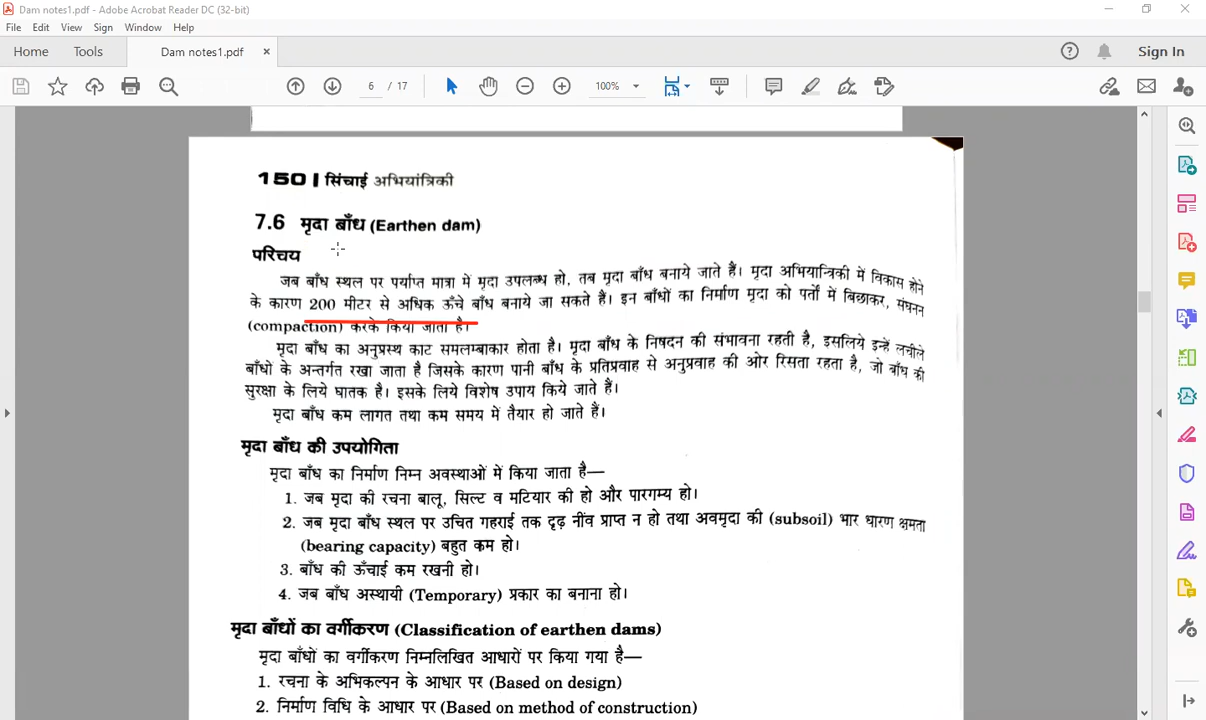 Dam notes1.pdf - Adobe Acrobat Reader DC (32-bit)
File Edit View Sign Window Help
Home Tools Dam notes1.pdf × Sign In
6 / 17 100%
150 | सिंचाई अभियांत्रिकी
7.6 मृदा बाँध (Earthen dam)
परिचय
जब बाँध स्थल पर पर्याप्त मात्रा में मृदा उपलब्ध हो, तब मृदा बाँध बनाये जाते हैं। मृदा अभियान्त्रिकी में विकास होने
के कारण 200 मीटर से अधिक ऊँचे बाँध बनाये जा सकते हैं। इन बाँधों का निर्माण मृदा को पर्तों में बिछाकर, संघनन
(compaction) करके किया जाता है।
मृदा बाँध का अनुप्रस्थ काट समलम्बाकार होता है। मृदा बाँध के निषदन की संभावना रहती है, इसलिये इन्हें लचीले
बाँधों के अन्तर्गत रखा जाता है जिसके कारण पानी बाँध के प्रतिप्रवाह से अनुप्रवाह की ओर रिसता रहता है, जो बाँध की
सुरक्षा के लिये घातक है। इसके लिये विशेष उपाय किये जाते हैं।
मृदा बाँध कम लागत तथा कम समय में तैयार हो जाते हैं।
मृदा बाँध की उपयोगिता
मृदा बाँध का निर्माण निम्न अवस्थाओं में किया जाता है—
1. जब मृदा की रचना बालू, सिल्ट व मटियार की हो और पारगम्य हो।
2. जब मृदा बाँध स्थल पर उचित गहराई तक दृढ़ नींव प्राप्त न हो तथा अवमृदा की (subsoil) भार धारण क्षमता
(bearing capacity) बहुत कम हो।
3. बाँध की ऊँचाई कम रखनी हो।
4. जब बाँध अस्थायी (Temporary) प्रकार का बनाना हो।
मृदा बाँधों का वर्गीकरण (Classification of earthen dams)
मृदा बाँधों का वर्गीकरण निम्नलिखित आधारों पर किया गया है—
1. रचना के अभिकल्पन के आधार पर (Based on design)
2. निर्माण विधि के आधार पर (Based on method of construction)